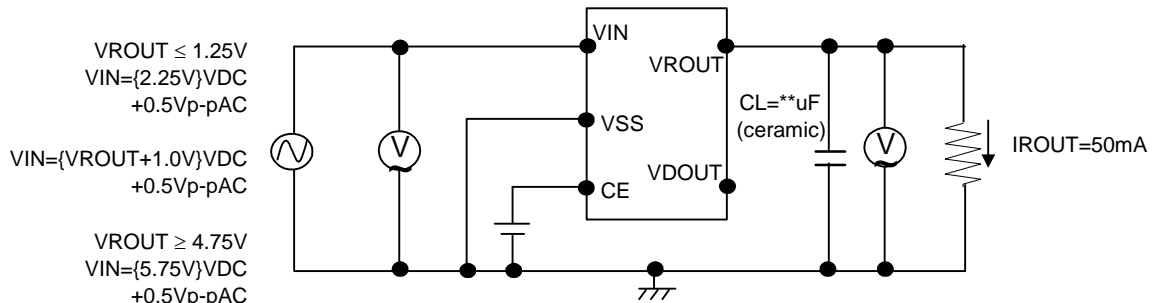 VROUT ≤ 1.25V
VIN={2.25V}VDC
+0.5Vp-pAC
VIN={VROUT+1.0V}VDC
+0.5Vp-pAC
VROUT ≥ 4.75V
VIN={5.75V}VDC
+0.5Vp-pAC
V
VIN
VROUT
VSS
VDOUT
CE
CL=**uF
(ceramic)
V
IROUT=50mA